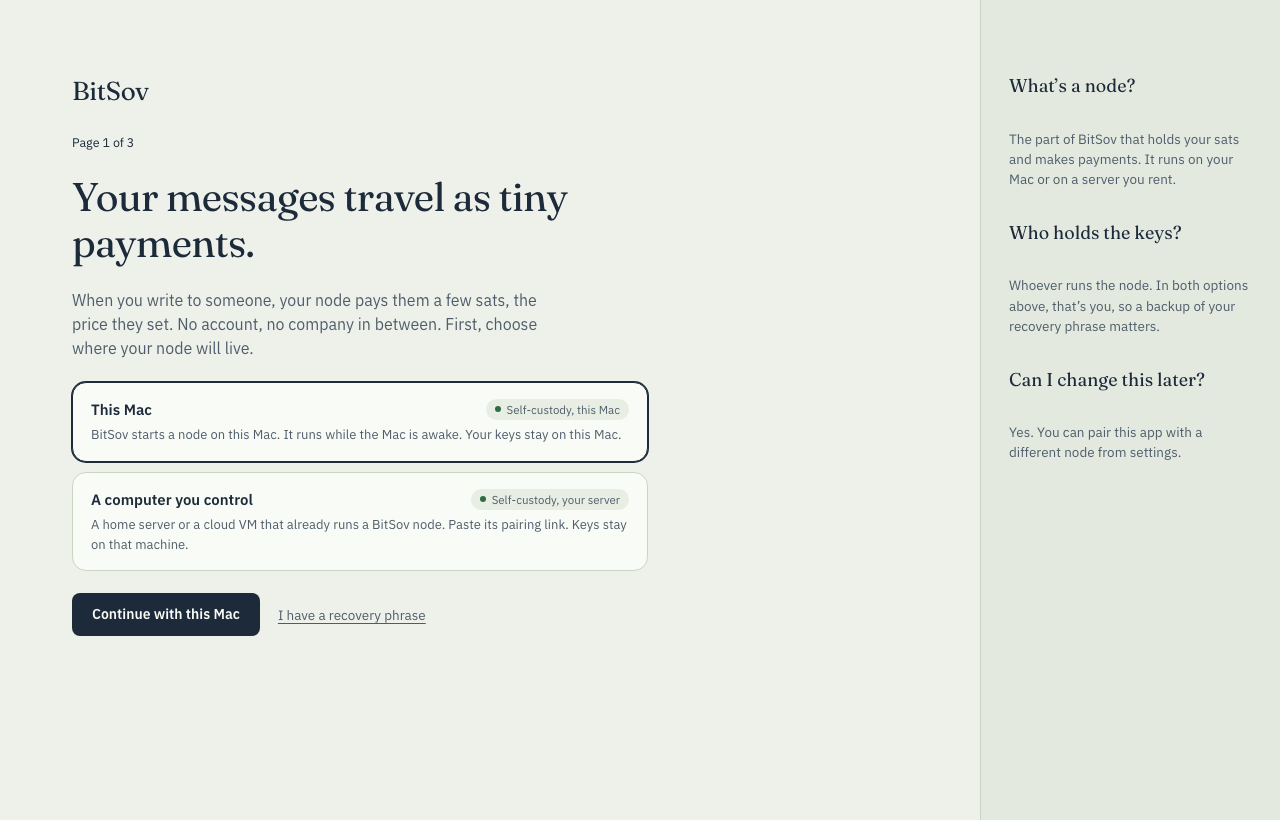 BitSov
Page 1 of 3
Your messages travel as tiny
payments.
When you write to someone, your node pays them a few sats, the
price they set. No account, no company in between. First, choose
where your node will live.
This Mac
Self-custody, this Mac
BitSov starts a node on this Mac. It runs while the Mac is awake. Your keys stay on this Mac.
A computer you control
Self-custody, your server
A home server or a cloud VM that already runs a BitSov node. Paste its pairing link. Keys stay
on that machine.
Continue with this Mac
I have a recovery phrase
What’s a node?
The part of BitSov that holds your sats
and makes payments. It runs on your
Mac or on a server you rent.
Who holds the keys?
Whoever runs the node. In both options
above, that’s you, so a backup of your
recovery phrase matters.
Can I change this later?
Yes. You can pair this app with a
different node from settings.